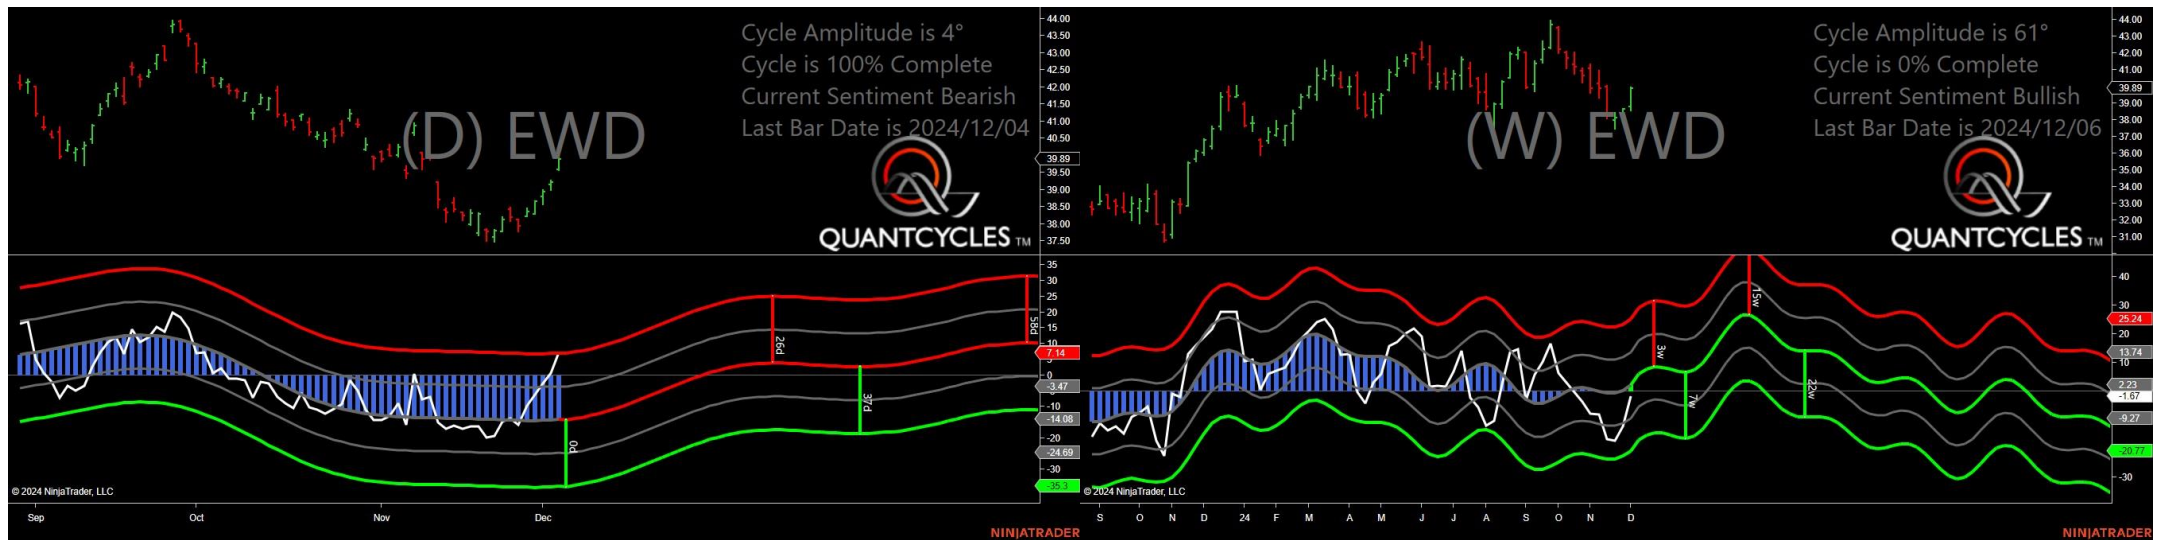 Cycle Amplitude is 4°
Cycle is 100% Complete
Current Sentiment Bearish
Last Bar Date is 2024/12/04
(D) EWD
QUANTCYCLES TM
44.00
43.50
43.00
42.50
42.00
41.50
41.00
40.50
39.89
39.50
39.00
38.50
38.00
37.50
35
30
25
20
15
10
7.14
0
-3.47
-10
-14.08
-20
-24.69
-30
-35.3
26d
58d
37d
0d
© 2024 NinjaTrader, LLC
Sep
Oct
Nov
Dec
NINJATRADER
Cycle Amplitude is 61°
Cycle is 0% Complete
Current Sentiment Bullish
Last Bar Date is 2024/12/06
(W) EWD
QUANTCYCLES TM
44.00
43.00
42.00
41.00
39.89
39.00
38.00
37.00
36.00
35.00
34.00
33.00
32.00
31.00
40
30
25.24
20
13.74
10
2.23
-1.67
-9.27
-20.77
-30
15w
3w
7w
22w
© 2024 NinjaTrader, LLC
S O N D 24 F M A M J J A S O N D
NINJATRADER